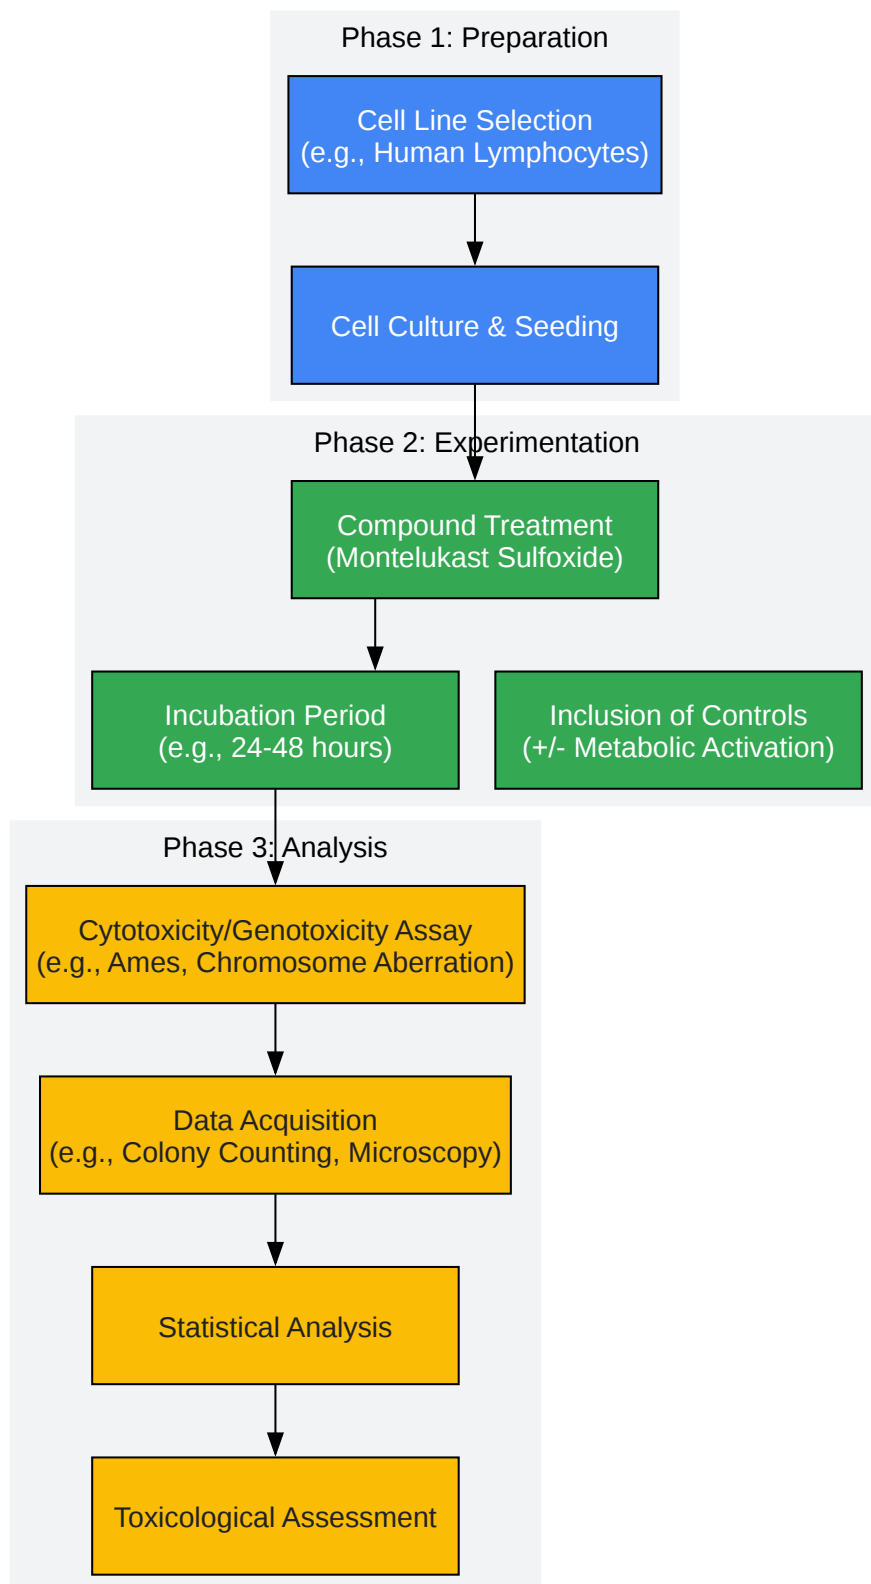 Phase 1: Preparation
Cell Line Selection
(e.g., Human Lymphocytes)
Cell Culture & Seeding
Phase 2: Experimentation
Compound Treatment
(Montelukast Sulfoxide)
Incubation Period
(e.g., 24-48 hours)
Inclusion of Controls
(+/- Metabolic Activation)
Phase 3: Analysis
Cytotoxicity/Genotoxicity Assay
(e.g., Ames, Chromosome Aberration)
Data Acquisition
(e.g., Colony Counting, Microscopy)
Statistical Analysis
Toxicological Assessment